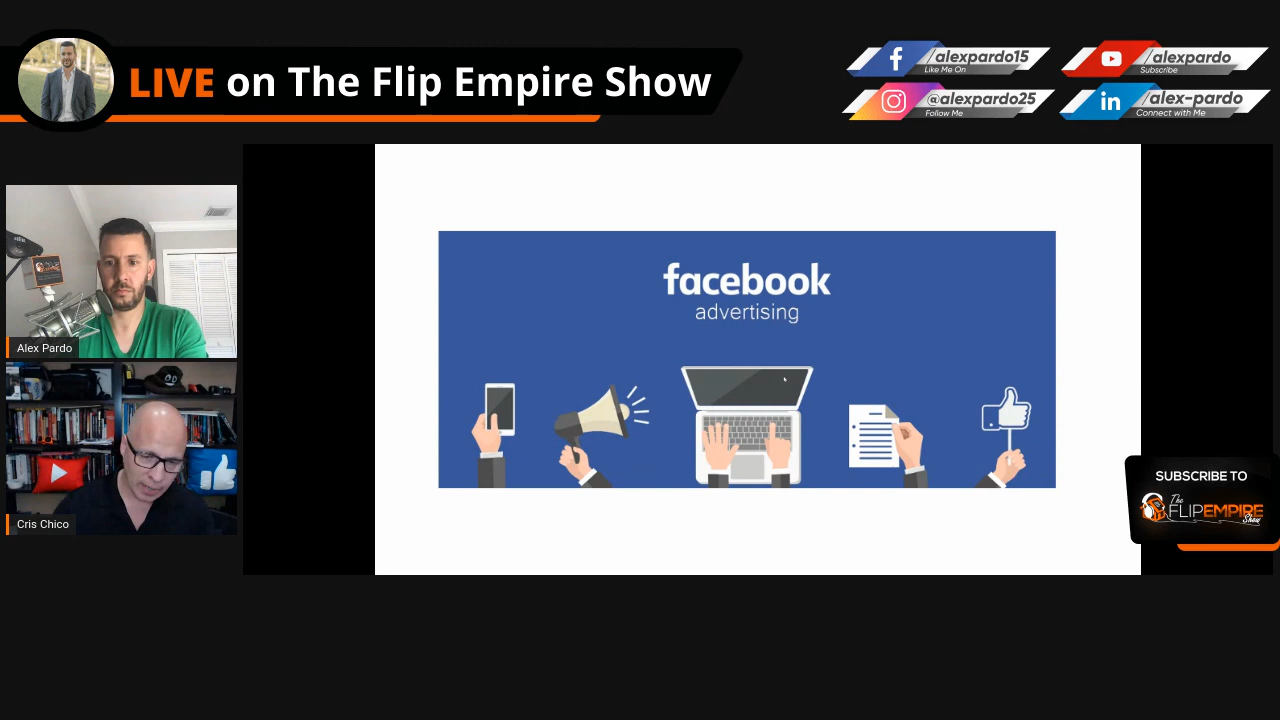 LIVE on The Flip Empire Show
/alexpardo15
Like Me On
/alexpardo
Subscribe
@alexpardo25
Follow Me
/alex-pardo
Connect with Me
in
facebook
advertising
Alex Pardo
Cris Chico
SUBSCRIBE TO
The
FLIPEMPIRE
Show